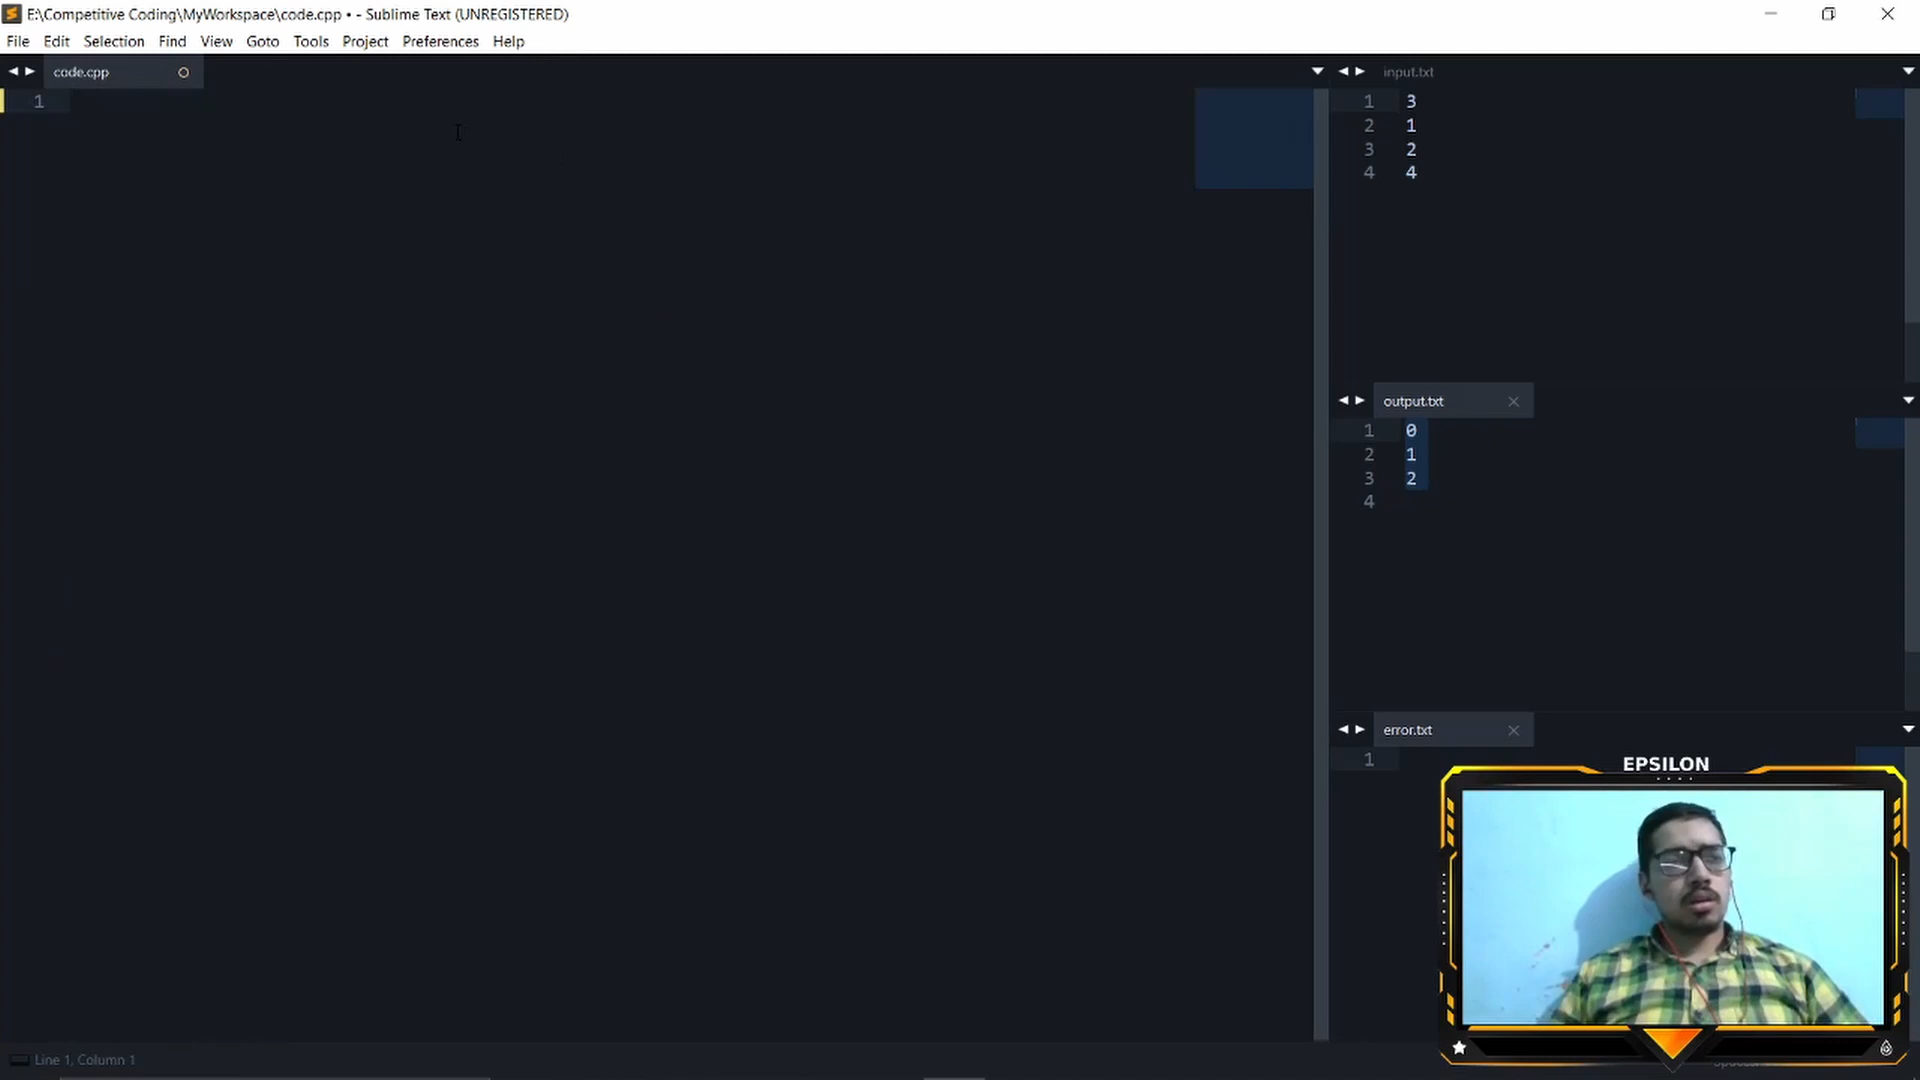 E:\Competitive Coding\MyWorkspace\code.cpp • - Sublime Text (UNREGISTERED)
File Edit Selection Find View Goto Tools Project Preferences Help
code.cpp
1
input.txt
1 3
2 1
3 2
4 4
output.txt
1 0
2 1
3 2
4
error.txt
1
EPSILON
Line 1, Column 1